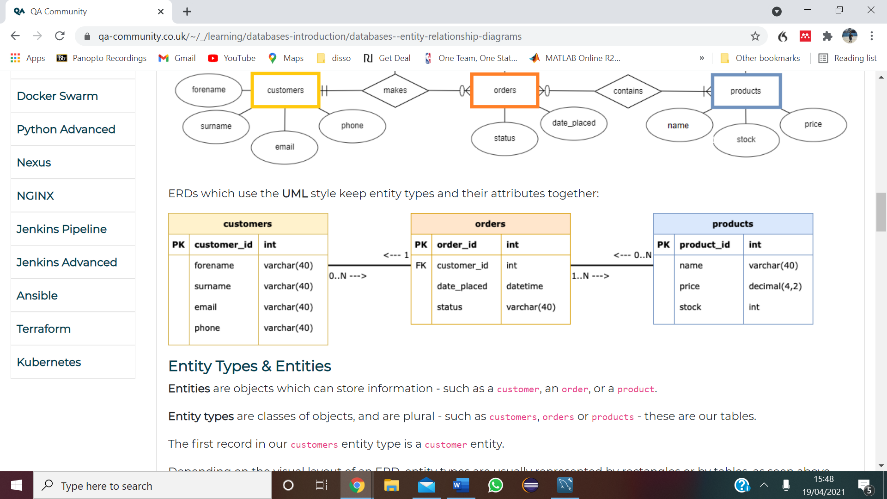 QA Community
qa-community.co.uk/~/_/learning/databases-introduction/databases--entity-relationship-diagrams
Apps
Panopto Recordings
Gmail
YouTube
Maps
disso
Get Deal
One Team, One Stat...
MATLAB Online R2...
»
Other bookmarks
Reading list
Docker Swarm
Python Advanced
Nexus
NGINX
Jenkins Pipeline
Jenkins Advanced
Ansible
Terraform
Kubernetes
forename
customers
makes
orders
contains
products
surname
email
phone
status
date_placed
name
stock
price
ERDs which use the UML style keep entity types and their attributes together:
customers
PK customer_id int
forename varchar(40)
surname varchar(40)
email varchar(40)
phone varchar(40)
<--- 1
0..N --->
orders
PK order_id int
FK customer_id int
date_placed datetime
status varchar(40)
<--- 0..N
1..N --->
products
PK product_id int
name varchar(40)
price decimal(4,2)
stock int
Entity Types & Entities
Entities are objects which can store information - such as a customer, an order, or a product.
Entity types are classes of objects, and are plural - such as customers, orders or products - these are our tables.
The first record in our customers entity type is a customer entity.
Depending on the visual layout of an ERD, entity types are usually represented by rectangles or by tables, as seen above
Type here to search
15:48
19/04/2021
5